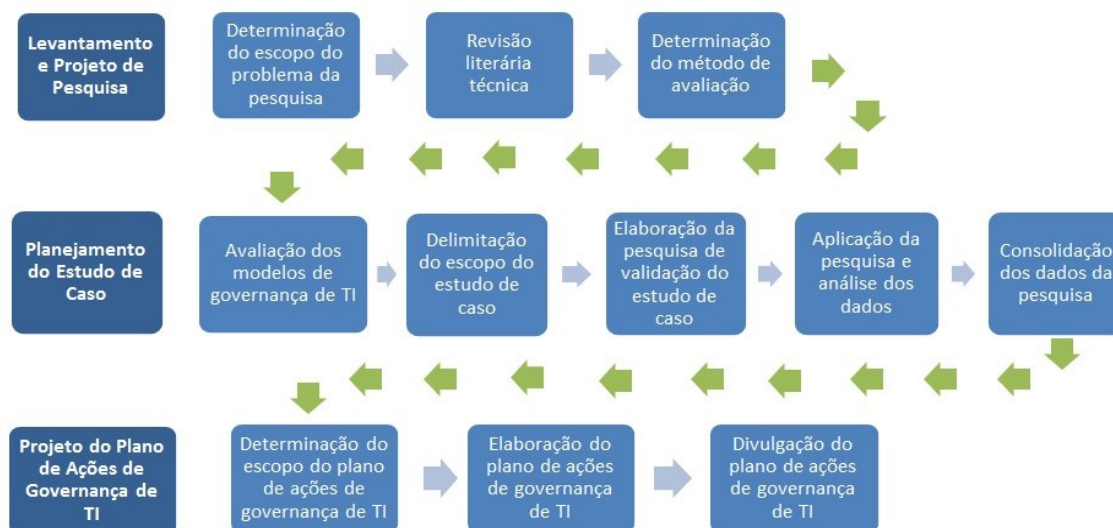 Levantamento
e Projeto de
Pesquisa
Determinação
do escopo do
problema da
pesquisa
Revisão
literária
técnica
Determinação
do método de
avaliação
Planejamento
do Estudo de
Caso
Avaliação dos
modelos de
governança de TI
Delimitação
do escopo do
estudo de
caso
Elaboração da
pesquisa de
validação do
estudo de
caso
Aplicação da
pesquisa e
análise dos
dados
Consolidação
dos dados da
pesquisa
Projeto do Plano
de Ações de
Governança de
TI
Determinação do
escopo do plano
de ações de
governança de TI
Elaboração do
plano de ações
de governança
de TI
Divulgação do
plano de ações
de governança
de TI